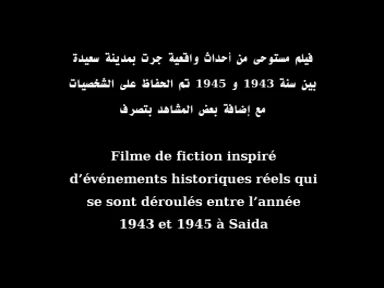 فيلم مستوحى من أحداث واقعية جرت بمدينة سعيدة
بين سنة 1943 و 1945 تم الحفاظ على الشخصيات
مع إضافة بعض المشاهد بتصرف
Filme de fiction inspiré
d’événements historiques réels qui
se sont déroulés entre l’année
1943 et 1945 à Saida